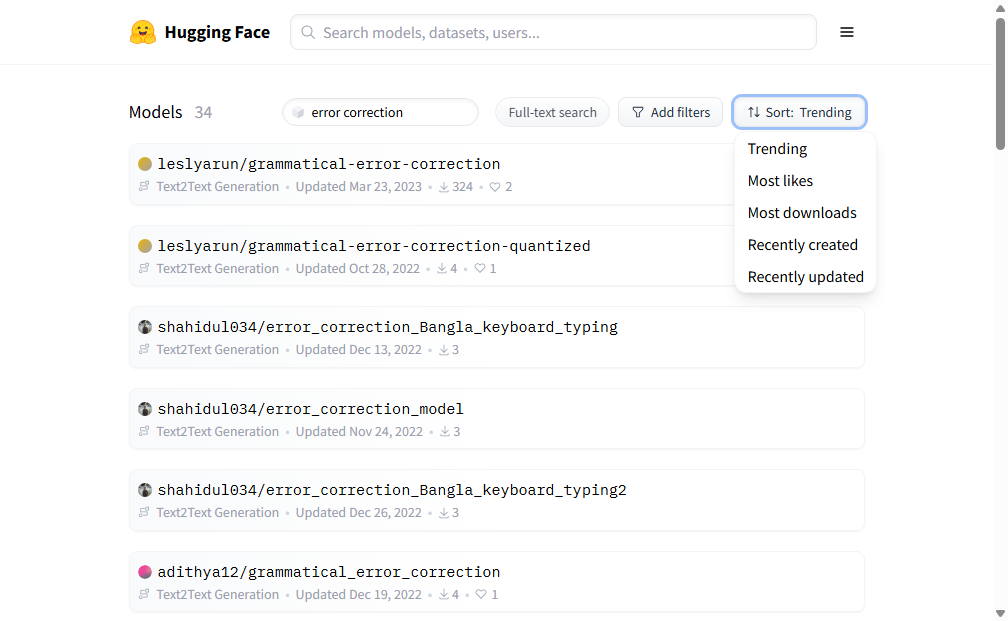 Hugging Face
Search models, datasets, users...
Models 34
error correction
Full-text search
Add filters
Sort: Trending
Trending
Most likes
Most downloads
Recently created
Recently updated
leslyarun/grammatical-error-correction
Text2Text Generation • Updated Mar 23, 2023 • 324 • 2
leslyarun/grammatical-error-correction-quantized
Text2Text Generation • Updated Oct 28, 2022 • 4 • 1
shahidul034/error_correction_Bangla_keyboard_typing
Text2Text Generation • Updated Dec 13, 2022 • 3
shahidul034/error_correction_model
Text2Text Generation • Updated Nov 24, 2022 • 3
shahidul034/error_correction_Bangla_keyboard_typing2
Text2Text Generation • Updated Dec 26, 2022 • 3
adithya12/grammatical_error_correction
Text2Text Generation • Updated Dec 19, 2022 • 4 • 1